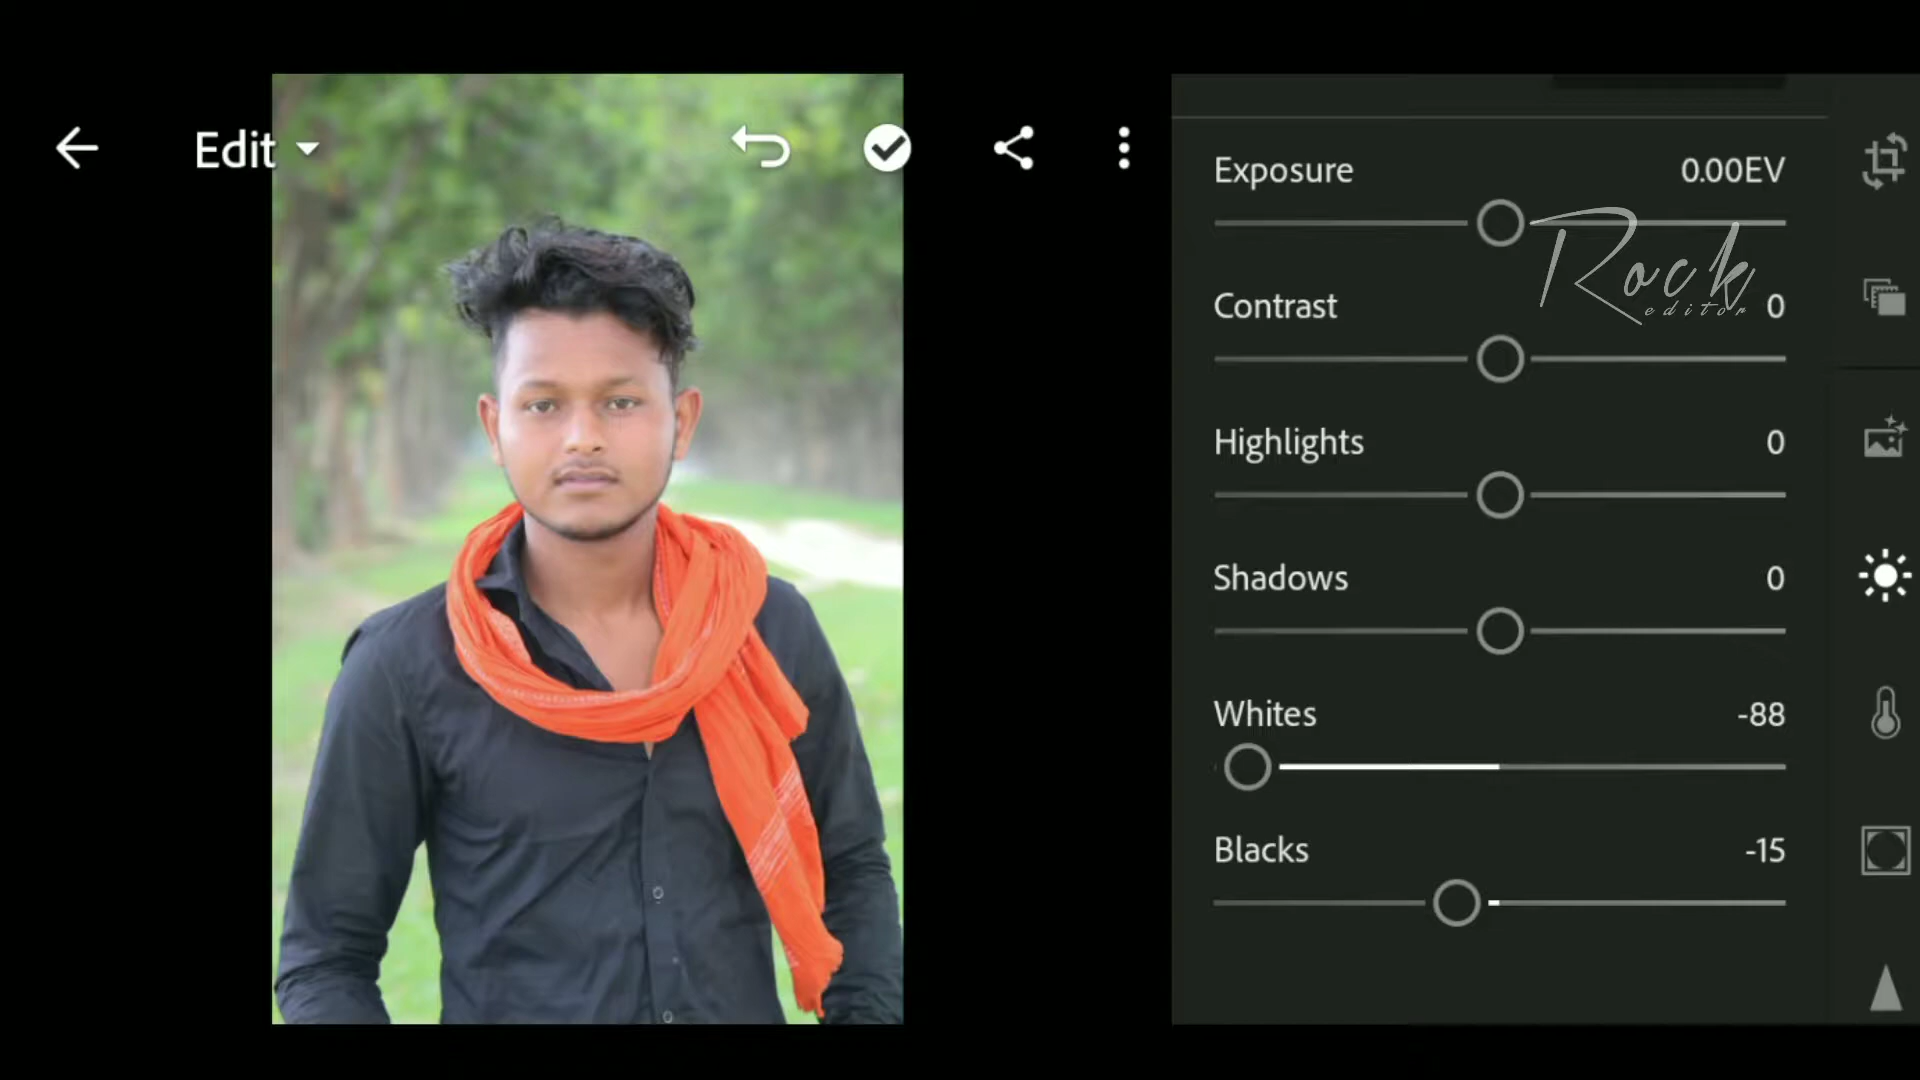 Edit
Exposure 0.00EV
Rock
editor
Contrast 0
Highlights 0
Shadows 0
Whites -88
Blacks -15